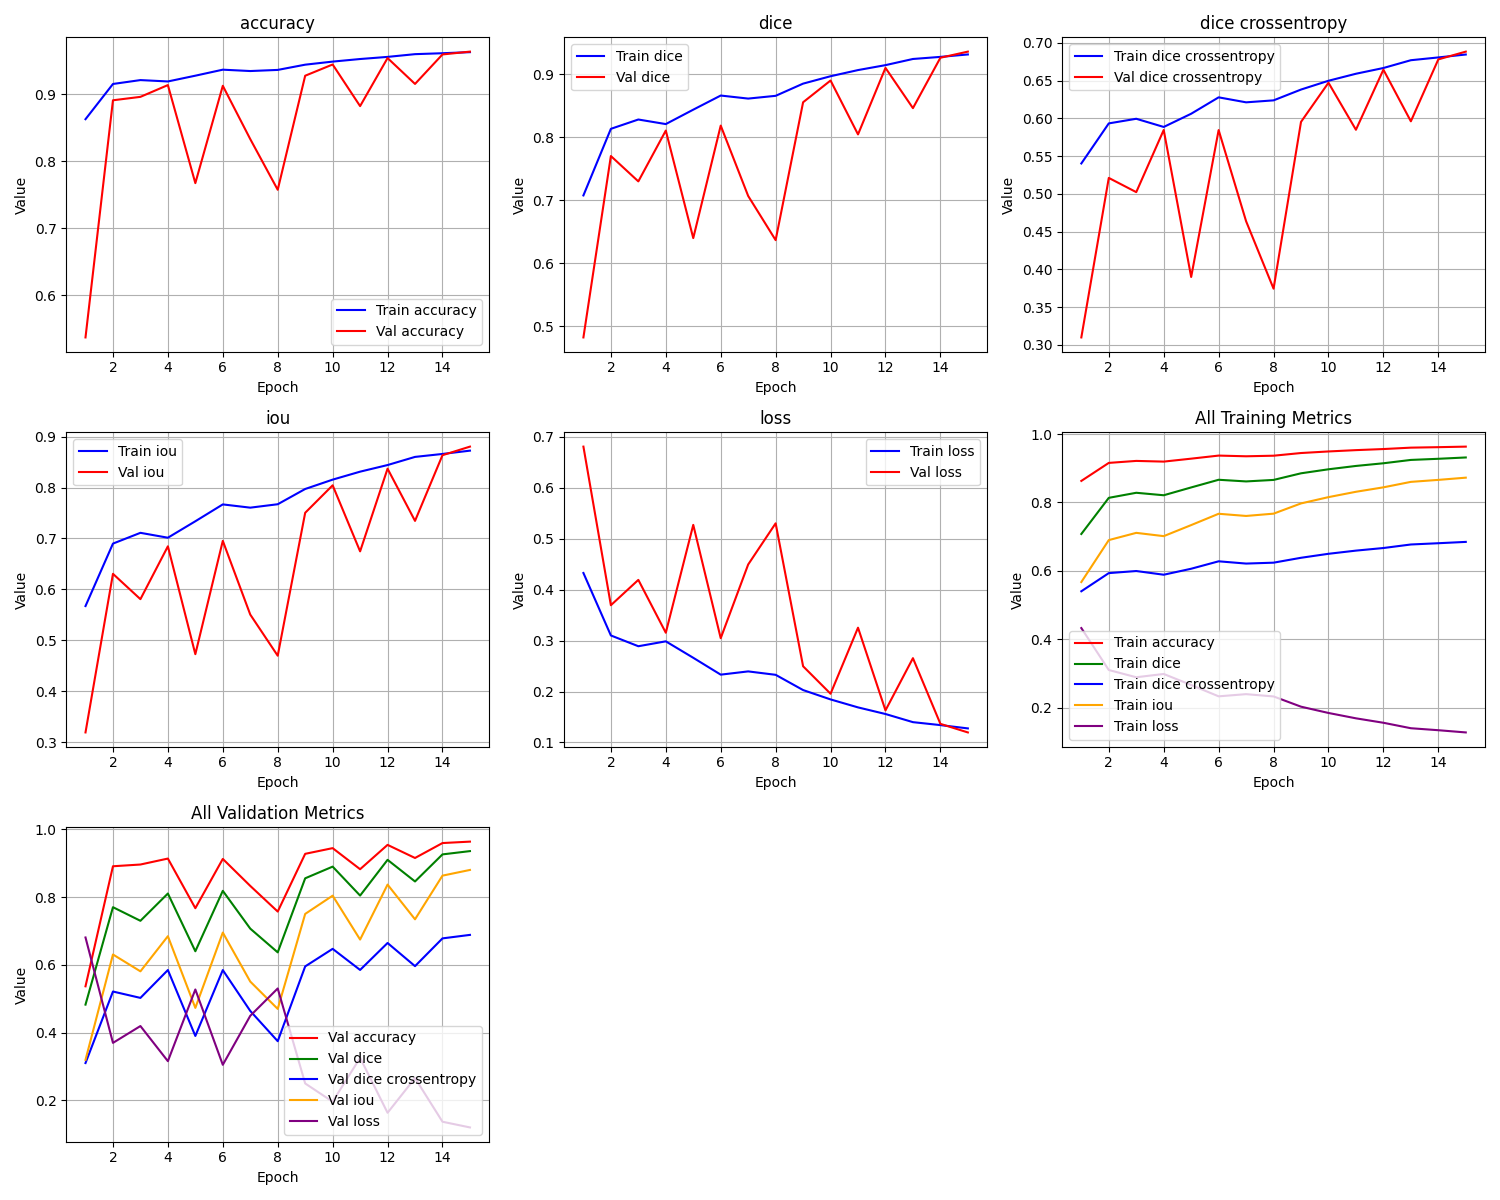 accuracy
Value
0.9
0.8
0.7
0.6
Train accuracy
Val accuracy
2 4 6 8 10 12 14
Epoch
dice
Value
0.9
0.8
0.7
0.6
0.5
Train dice
Val dice
2 4 6 8 10 12 14
Epoch
dice crossentropy
Value
0.70
0.65
0.60
0.55
0.50
0.45
0.40
0.35
0.30
Train dice crossentropy
Val dice crossentropy
2 4 6 8 10 12 14
Epoch
iou
Value
0.9
0.8
0.7
0.6
0.5
0.4
0.3
Train iou
Val iou
2 4 6 8 10 12 14
Epoch
loss
Value
0.7
0.6
0.5
0.4
0.3
0.2
0.1
Train loss
Val loss
2 4 6 8 10 12 14
Epoch
All Training Metrics
Value
1.0
0.8
0.6
0.4
0.2
Train accuracy
Train dice
Train dice crossentropy
Train iou
Train loss
2 4 6 8 10 12 14
Epoch
All Validation Metrics
Value
1.0
0.8
0.6
0.4
0.2
Val accuracy
Val dice
Val dice crossentropy
Val iou
Val loss
2 4 6 8 10 12 14
Epoch